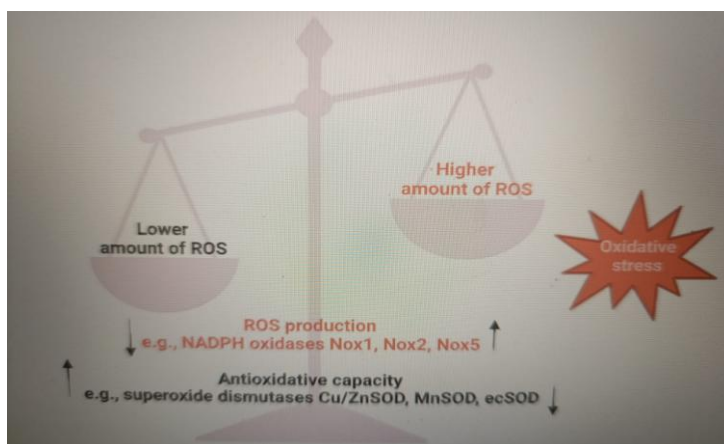 Higher
amount of ROS
Lower
amount of ROS
Oxidative
stress
ROS production
e.g., NADPH oxidases Nox1, Nox2, Nox5
Antioxidative capacity
e.g., superoxide dismutases Cu/ZnSOD, MnSOD, ecSOD